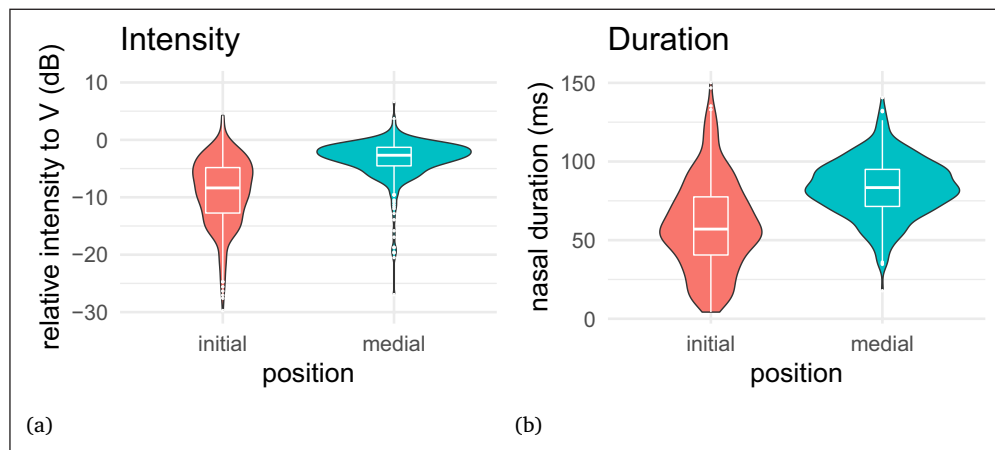 Intensity
relative intensity to V (dB)
10
0
−10
−20
−30
initial
medial
position
(a)
Duration
nasal duration (ms)
150
100
50
0
initial
medial
position
(b)